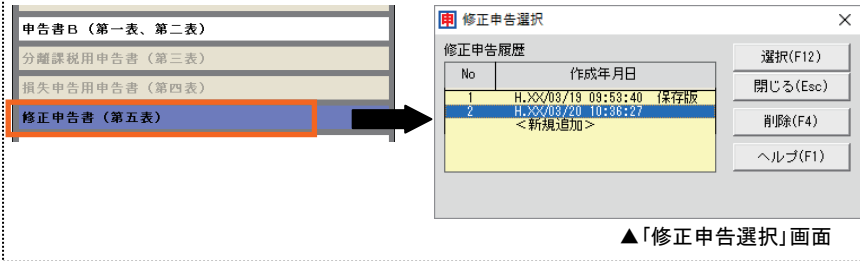 申告書B（第一表、第二表）
分離課税用申告書（第三表）
損失申告用申告書（第四表）
修正申告書（第五表）
申 修正申告選択
修正申告履歴
No 作成年月日
1 H.XX/03/19 09:53:40 保存版
2 H.XX/03/20 10:36:27
＜新規追加＞
選択(F12)
閉じる(Esc)
削除(F4)
ヘルプ(F1)
▲「修正申告選択」画面